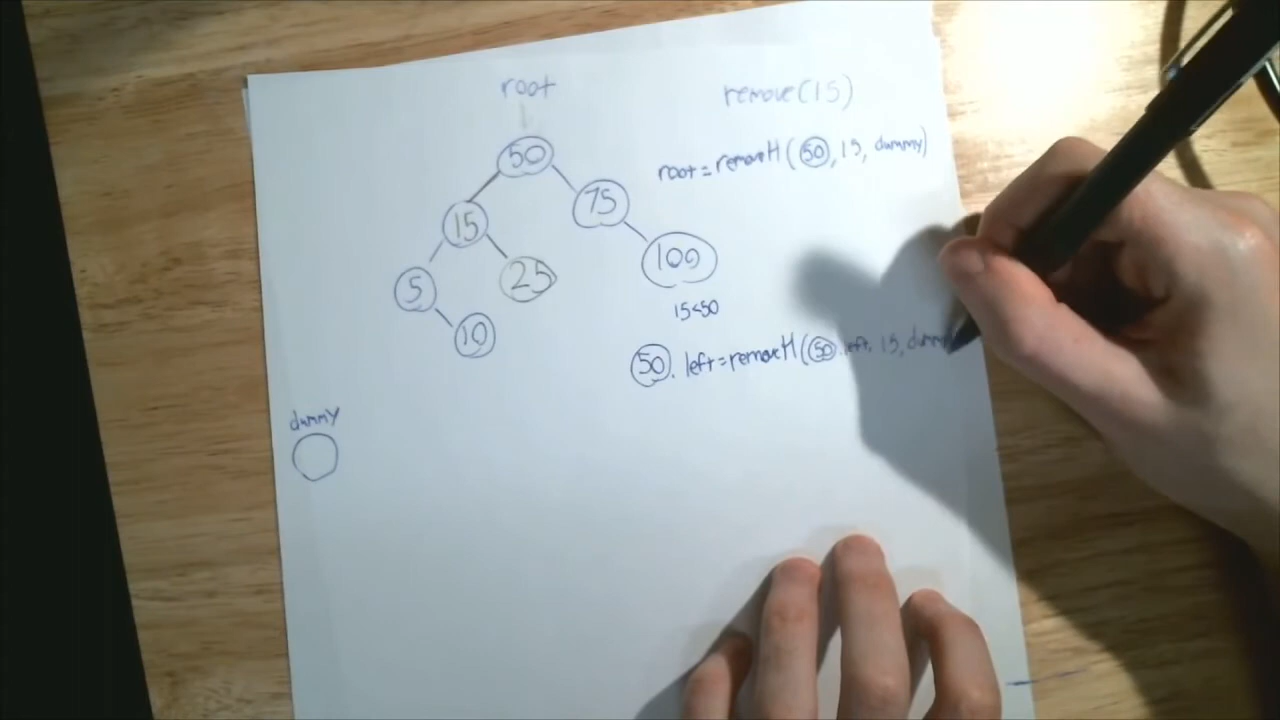 root
remove(15)
50
root = removeH(50, 15, dummy)
15
75
5
25
100
10
15<50
50. left = removeH(50.left, 15, dummy
dummy